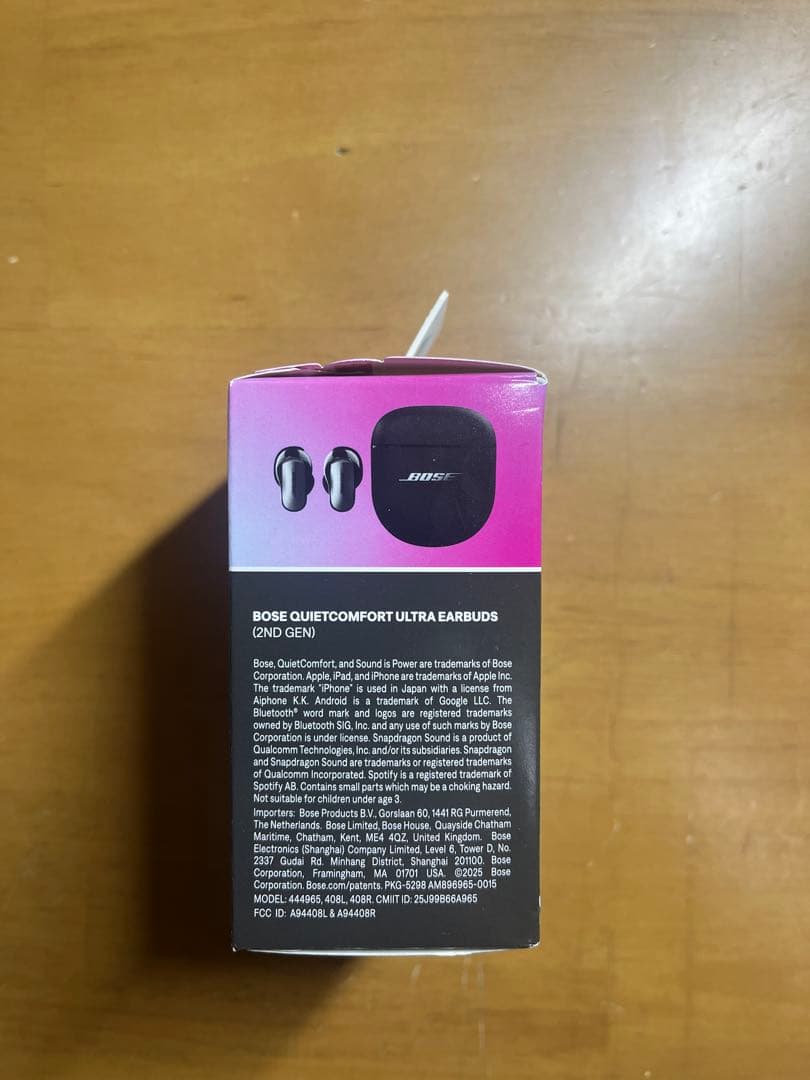 BOSE
BOSE QUIETCOMFORT ULTRA EARBUDS
(2ND GEN)
Bose, QuietComfort, and Sound is Power are trademarks of Bose
Corporation. Apple, iPad, and iPhone are trademarks of Apple Inc.
The trademark "iPhone" is used in Japan with a license from
Aiphone K.K. Android is a trademark of Google LLC. The
Bluetooth® word mark and logos are registered trademarks
owned by Bluetooth SIG, Inc. and any use of such marks by Bose
Corporation is under license. Snapdragon Sound is a product of
Qualcomm Technologies, Inc. and/or its subsidiaries. Snapdragon
and Snapdragon Sound are trademarks or registered trademarks
of Qualcomm Incorporated. Spotify is a registered trademark of
Spotify AB. Contains small parts which may be a choking hazard.
Not suitable for children under age 3.
Importers: Bose Products B.V., Gorslaan 60, 1441 RG Purmerend,
The Netherlands. Bose Limited, Bose House, Quayside Chatham
Maritime, Chatham, Kent, ME4 4QZ, United Kingdom. Bose
Electronics (Shanghai) Company Limited, Level 6, Tower D, No.
2337 Gudai Rd. Minhang District, Shanghai 201100. Bose
Corporation, Framingham, MA 01701 USA. ©2025 Bose
Corporation. Bose.com/patents. PKG-5298 AM896965-0015
MODEL: 444965, 408L, 408R. CMIIT ID: 25J99B66A965
FCC ID: A94408L & A94408R